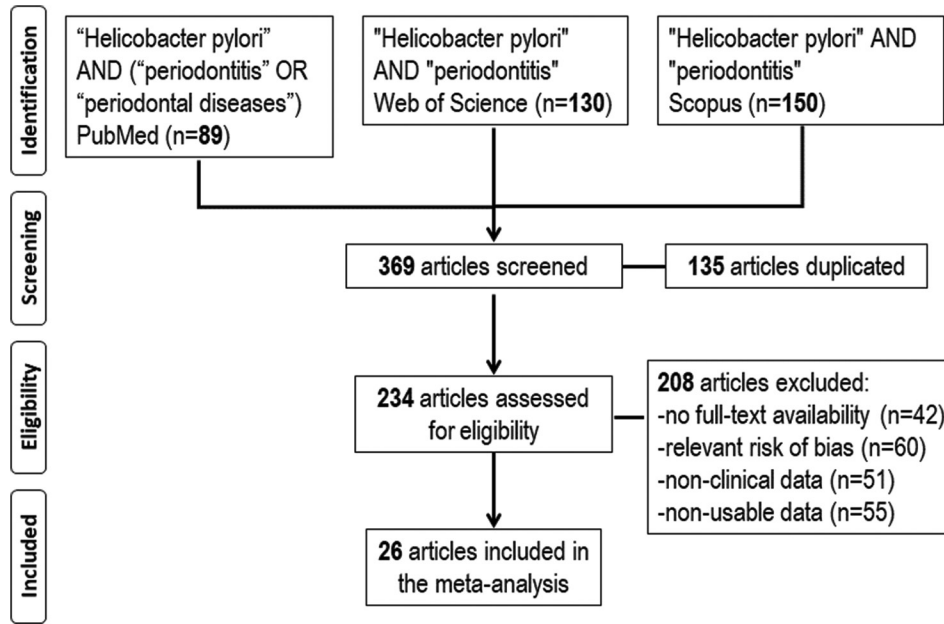 Identification
“Helicobacter pylori”
AND (“periodontitis” OR
“periodontal diseases”)
PubMed (n=89)
"Helicobacter pylori"
AND "periodontitis"
Web of Science (n=130)
"Helicobacter pylori" AND
"periodontitis"
Scopus (n=150)
Screening
369 articles screened
135 articles duplicated
Eligibility
234 articles assessed
for eligibility
208 articles excluded:
-no full-text availability (n=42)
-relevant risk of bias (n=60)
-non-clinical data (n=51)
-non-usable data (n=55)
Included
26 articles included in
the meta-analysis